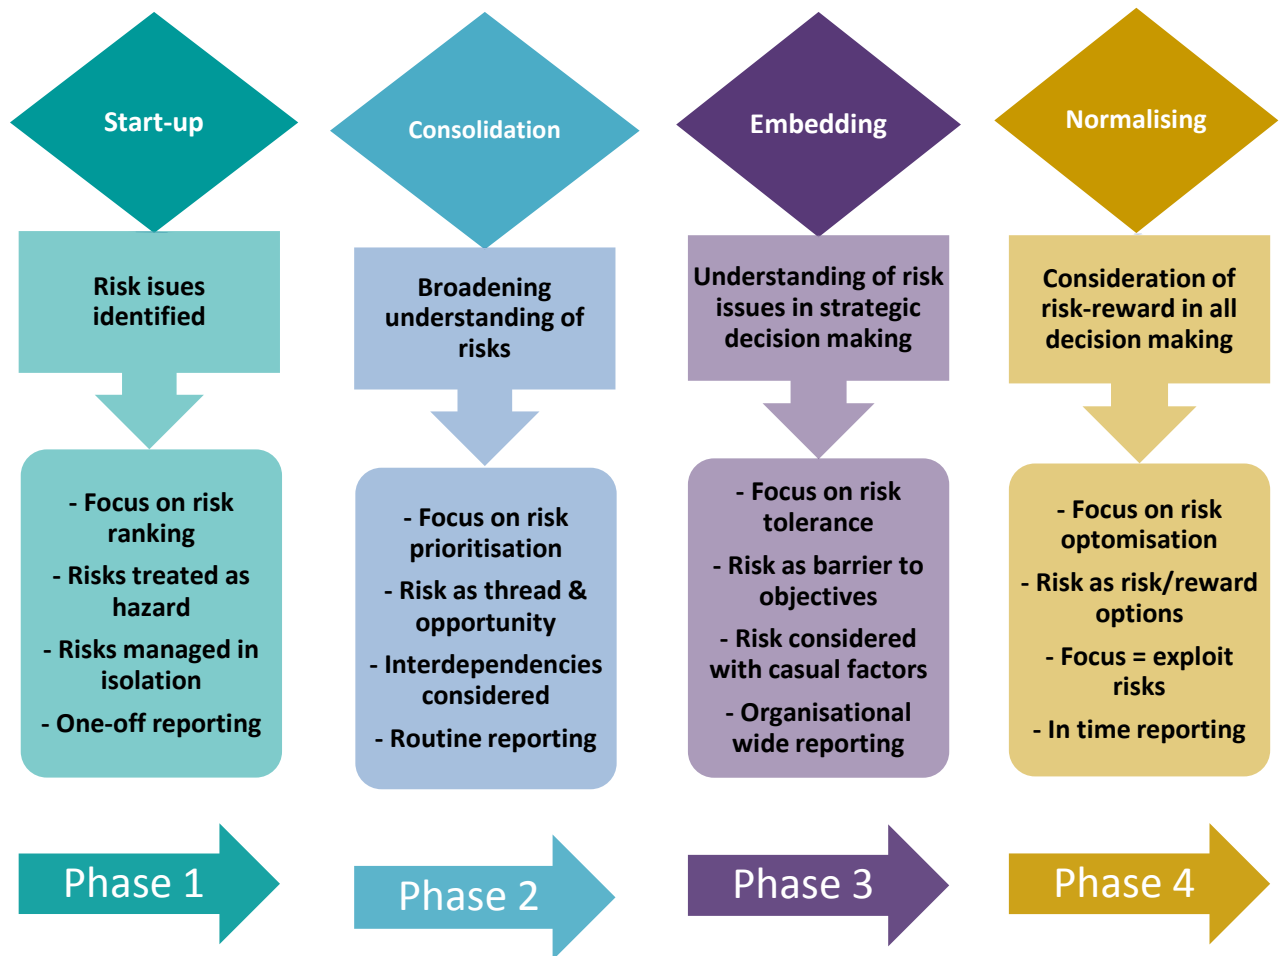 Start-up
Risk isues
identified
- Focus on risk
ranking
- Risks treated as
hazard
- Risks managed in
isolation
- One-off reporting
Phase 1
Consolidation
Broadening
understanding of
risks
- Focus on risk
prioritisation
- Risk as thread &
opportunity
- Interdependencies
considered
- Routine reporting
Phase 2
Embedding
Understanding of risk
issues in strategic
decision making
- Focus on risk
tolerance
- Risk as barrier to
objectives
- Risk considered
with casual factors
- Organisational
wide reporting
Phase 3
Normalising
Consideration of
risk-reward in all
decision making
- Focus on risk
optomisation
- Risk as risk/reward
options
- Focus = exploit
risks
- In time reporting
Phase 4